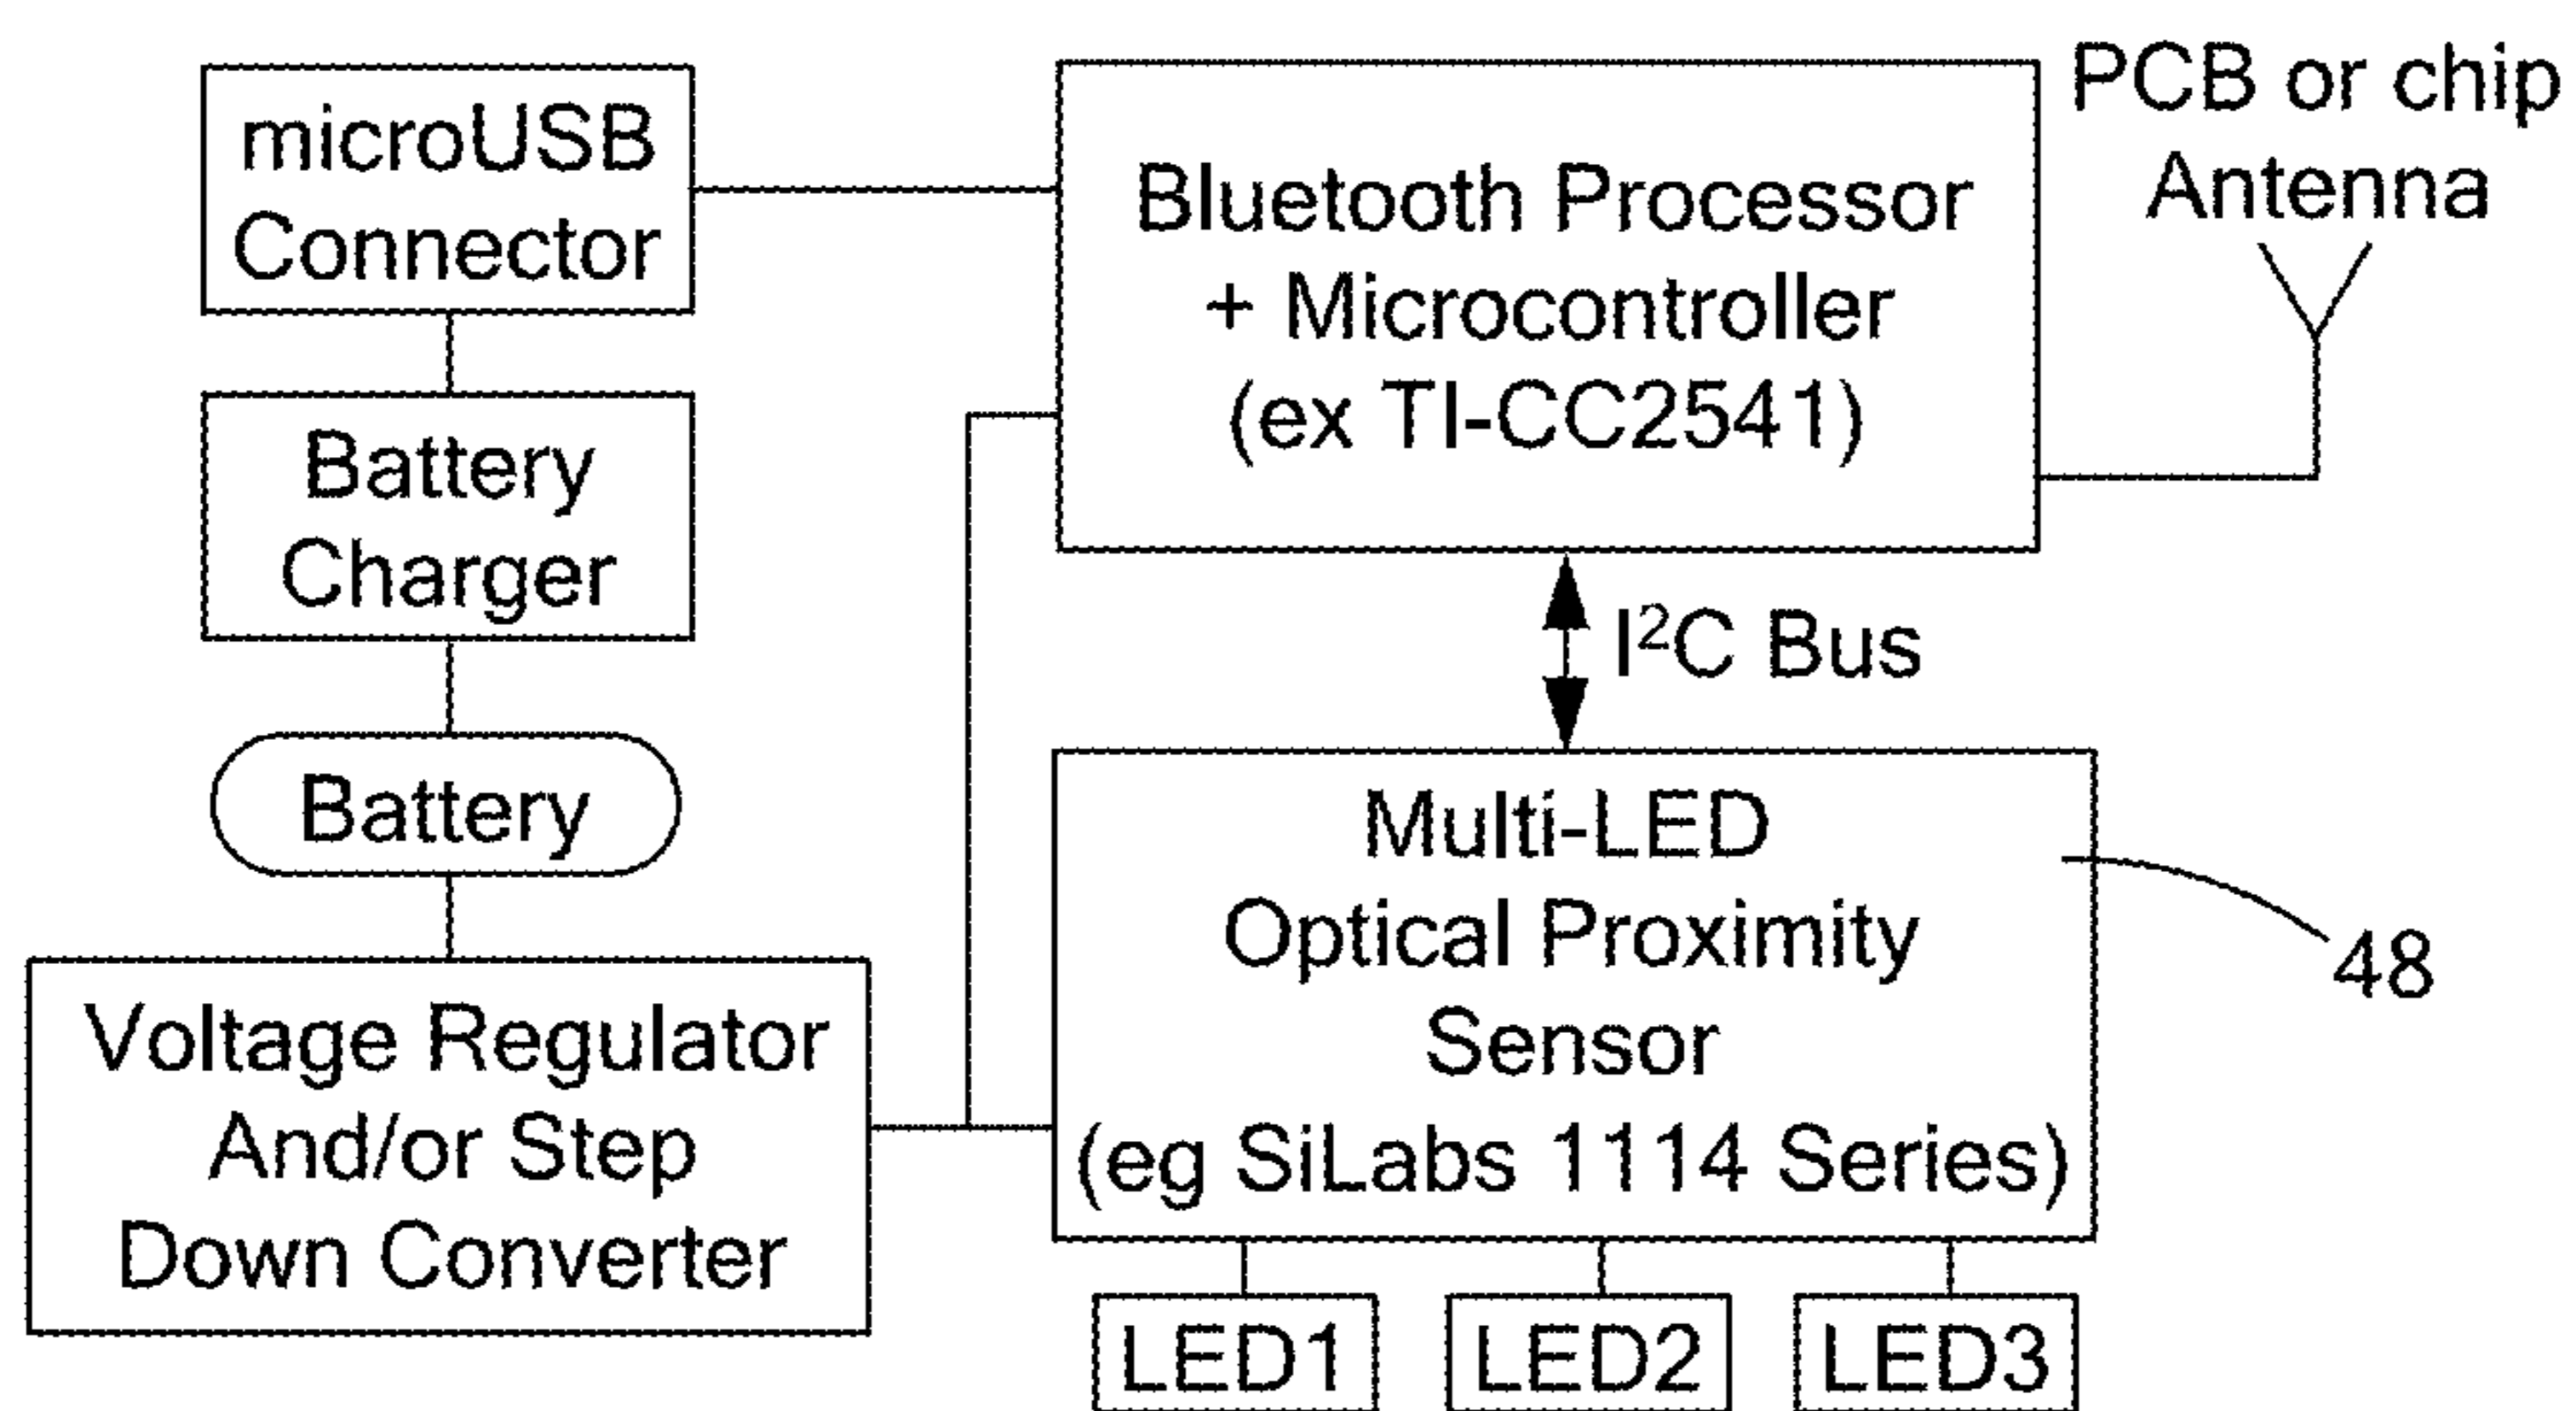 microUSB
Connector
Battery
Charger
Battery
Voltage Regulator
And/or Step
Down Converter
Bluetooth Processor
+ Microcontroller
(ex TI-CC2541)
PCB or chip
Antenna
I²C Bus
Multi-LED
Optical Proximity
Sensor
(eg SiLabs 1114 Series)
48
LED1
LED2
LED3